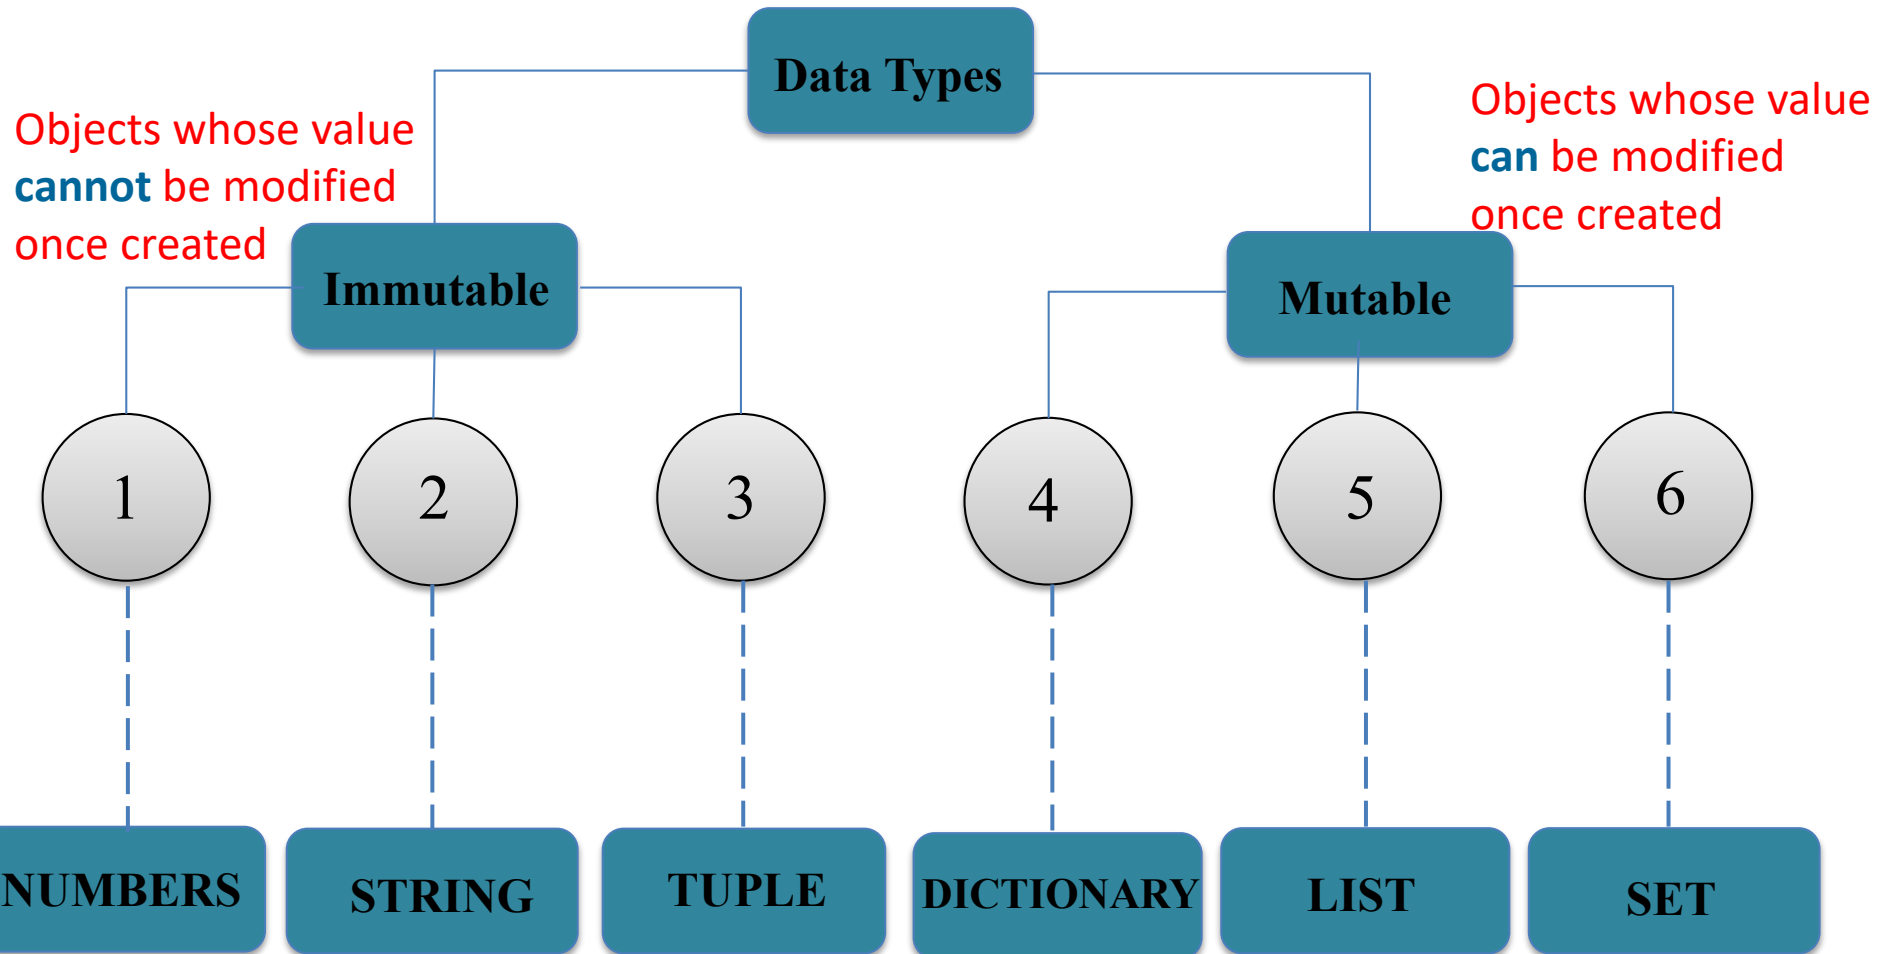 Data Types
Objects whose value
cannot be modified
once created
Objects whose value
can be modified
once created
Immutable
Mutable
1
2
3
4
5
6
NUMBERS
STRING
TUPLE
DICTIONARY
LIST
SET